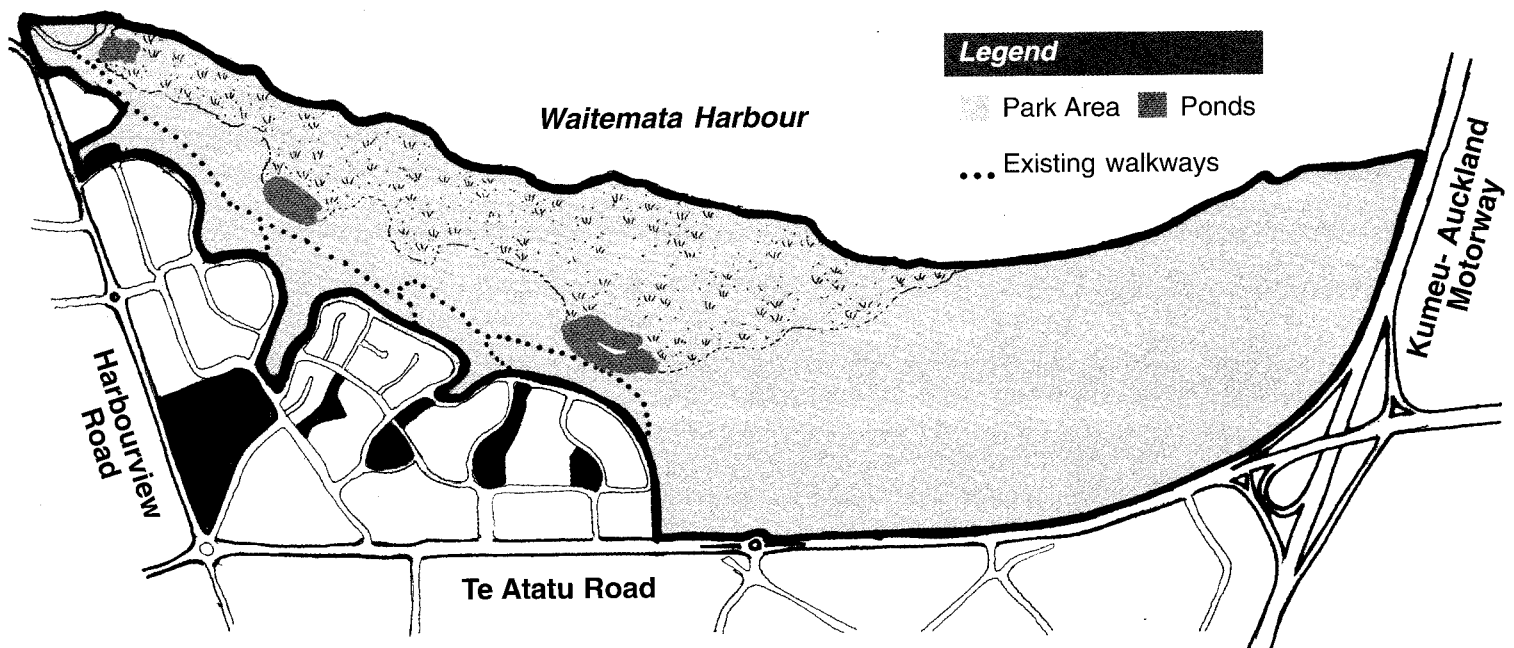 Legend
Waitemata Harbour
Park Area
Ponds
Existing walkways
Kumeu- Auckland
Motorway
Harbourview
Road
Te Atatu Road